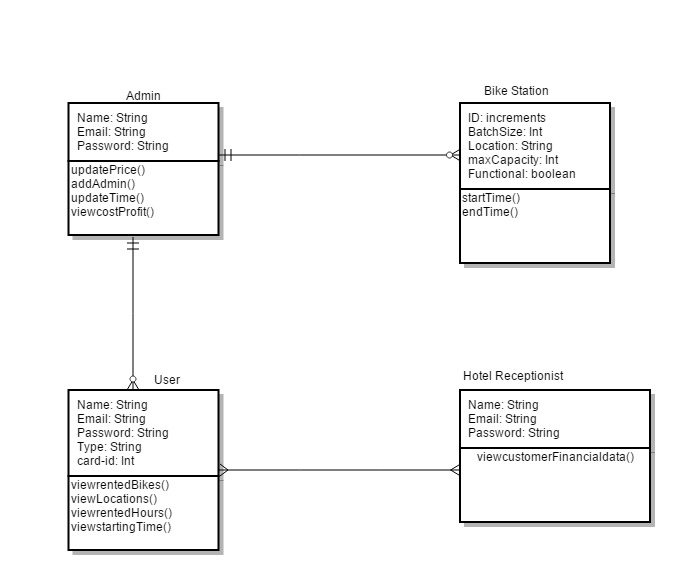 Admin
Name: String
Email: String
Password: String
updatePrice()
addAdmin()
updateTime()
viewcostProfit()
Bike Station
ID: increments
BatchSize: Int
Location: String
maxCapacity: Int
Functional: boolean
startTime()
endTime()
User
Name: String
Email: String
Password: String
Type: String
card-id: Int
viewrentedBikes()
viewLocations()
viewrentedHours()
viewstartingTime()
Hotel Receptionist
Name: String
Email: String
Password: String
viewcustomerFinancialdata()